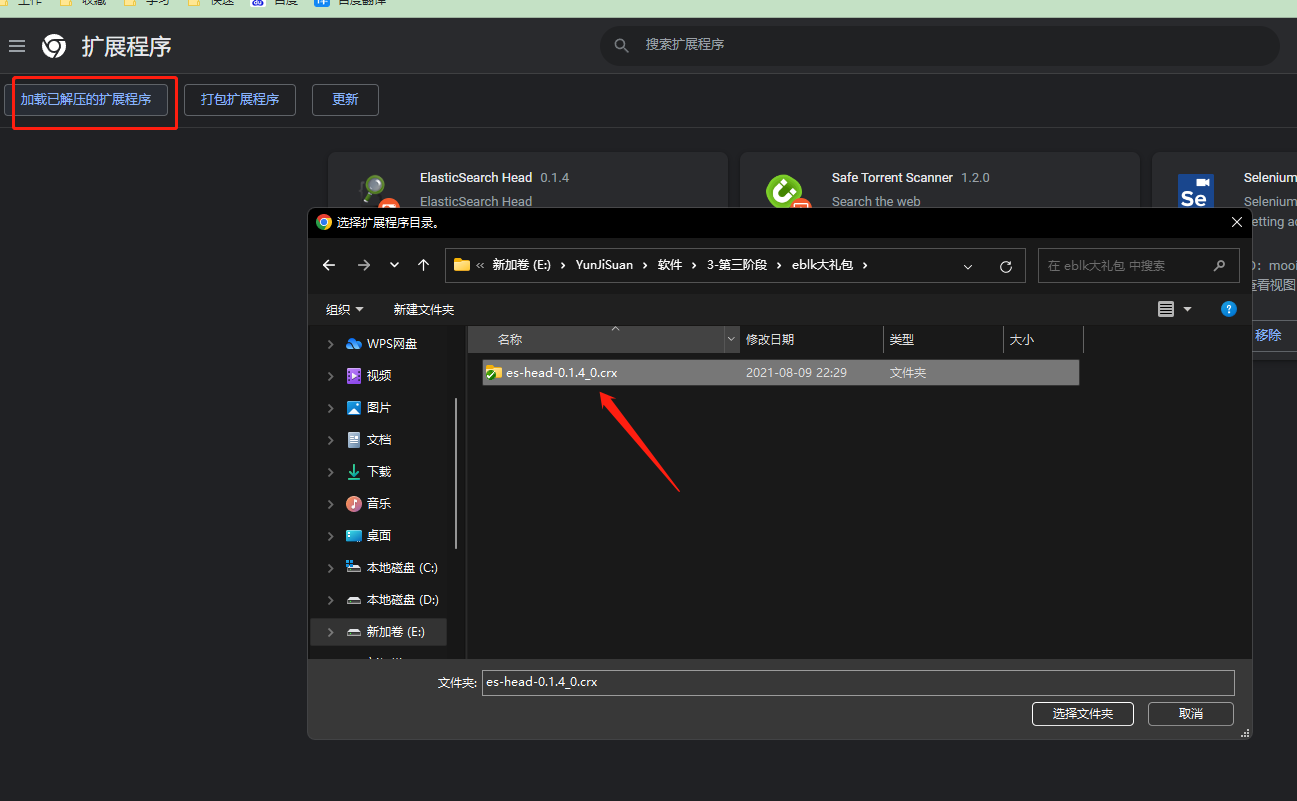 工作 收藏 学习 快速 百度 百度翻译
扩展程序
搜索扩展程序
加载已解压的扩展程序 打包扩展程序 更新
ElasticSearch Head 0.1.4
ElasticSearch Head
Safe Torrent Scanner 1.2.0
Search the web
Selenium
Selenium
Se
etting ac
选择扩展程序目录。
« 新加卷 (E:) › YunJiSuan › 软件 › 3-第三阶段 › eblk大礼包 ›
在 eblk大礼包 中搜索
D： mooi
查看视图
移除
组织 新建文件夹
名称 修改日期 类型 大小
es-head-0.1.4_0.crx 2021-08-09 22:29 文件夹
WPS网盘
视频
图片
文档
下载
音乐
桌面
本地磁盘 (C:)
本地磁盘 (D:)
新加卷 (E:)
文件夹: es-head-0.1.4_0.crx
选择文件夹 取消